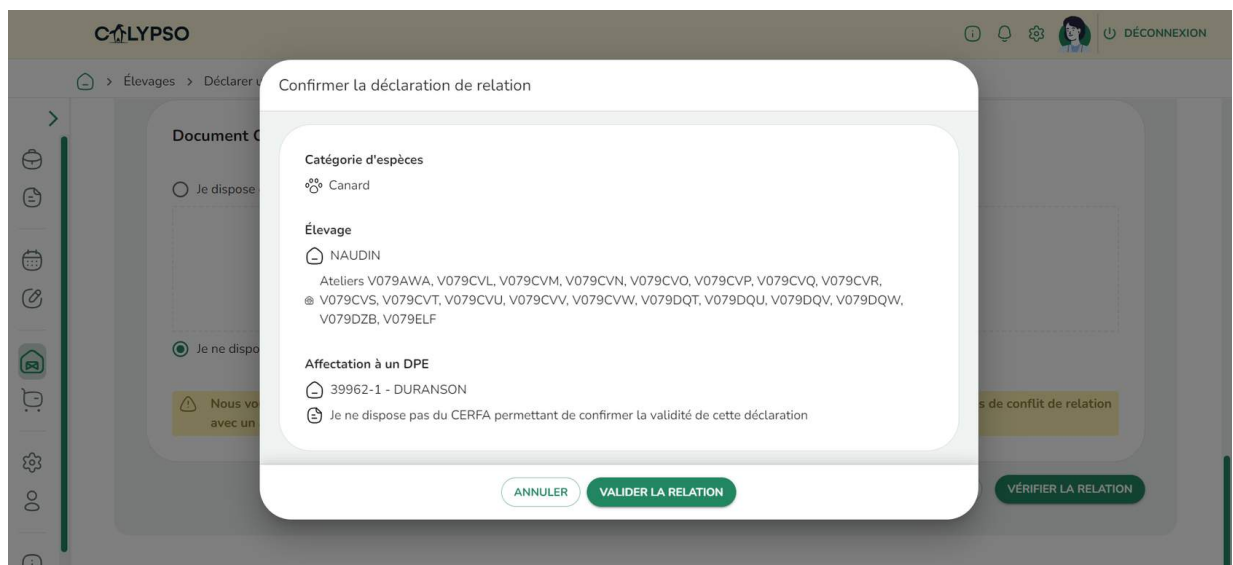 CALYPSO
DÉCONNEXION
> Élevages > Déclarer u
Confirmer la déclaration de relation
Document C
Catégorie d'espèces
Canard
Je dispose
Élevage
NAUDIN
Ateliers V079AWA, V079CVL, V079CVM, V079CVN, V079CVO, V079CVP, V079CVQ, V079CVR,
V079CVS, V079CVT, V079CVU, V079CVV, V079CVW, V079DQT, V079DQU, V079DQV, V079DQW,
V079DZB, V079ELF
Je ne dispo
Affectation à un DPE
39962-1 - DURANSON
Je ne dispose pas du CERFA permettant de confirmer la validité de cette déclaration
Nous vo
s de conflit de relation
avec un
ANNULER
VALIDER LA RELATION
VÉRIFIER LA RELATION